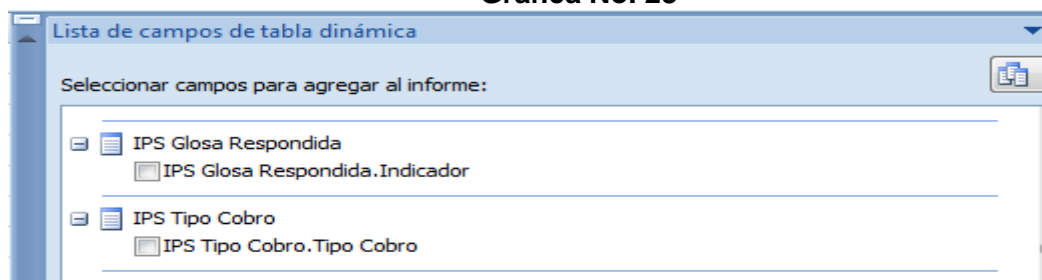 Gráfica No. 28
Lista de campos de tabla dinámica
Seleccionar campos para agregar al informe:
IPS Glosa Respondida
IPS Glosa Respondida.Indicador
IPS Tipo Cobro
IPS Tipo Cobro.Tipo Cobro